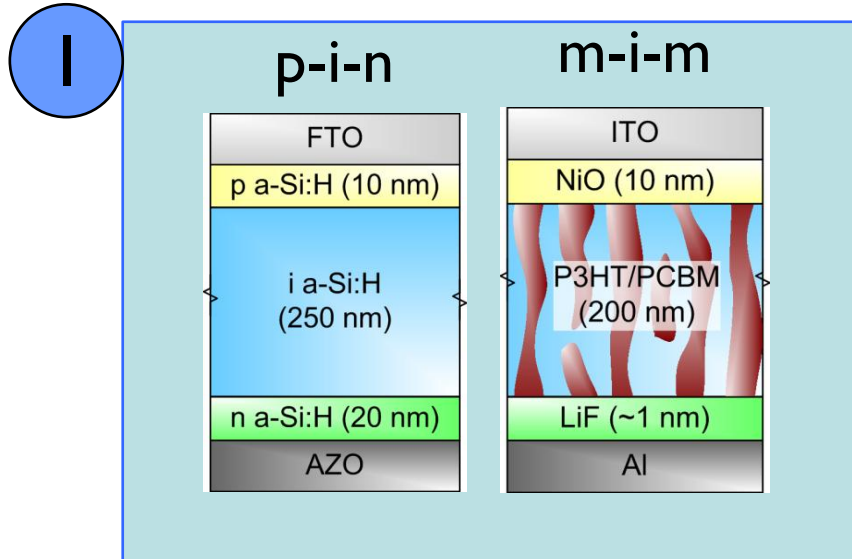 I
p-i-n
m-i-m
FTO
p a-Si:H (10 nm)
i a-Si:H
(250 nm)
n a-Si:H (20 nm)
AZO
ITO
NiO (10 nm)
P3HT/PCBM
(200 nm)
LiF (~1 nm)
Al